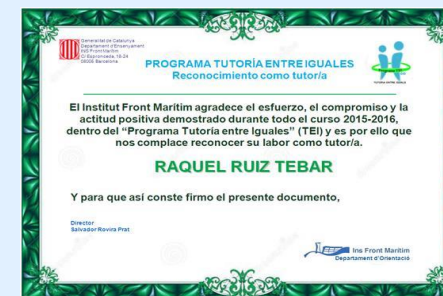 Generalitat de Catalunya
Departament d'Ensenyament
INS Front Marítim
C/ Espronceda, 16-24
08005 Barcelona
PROGRAMA TUTORÍA ENTRE IGUALES
Reconocimiento como tutor/a
TUTORIA ENTRE IGUALES
El Institut Front Marítim agradece el esfuerzo, el compromiso y la
actitud positiva demostrado durante todo el curso 2015-2016,
dentro del “Programa Tutoría entre Iguales” (TEI) y es por ello que
nos complace reconocer su labor como tutor/a.
RAQUEL RUIZ TEBAR
Y para que así conste firmo el presente documento,
Director
Salvador Rovira Prat
Ins Front Marítim
Departament d'Orientació